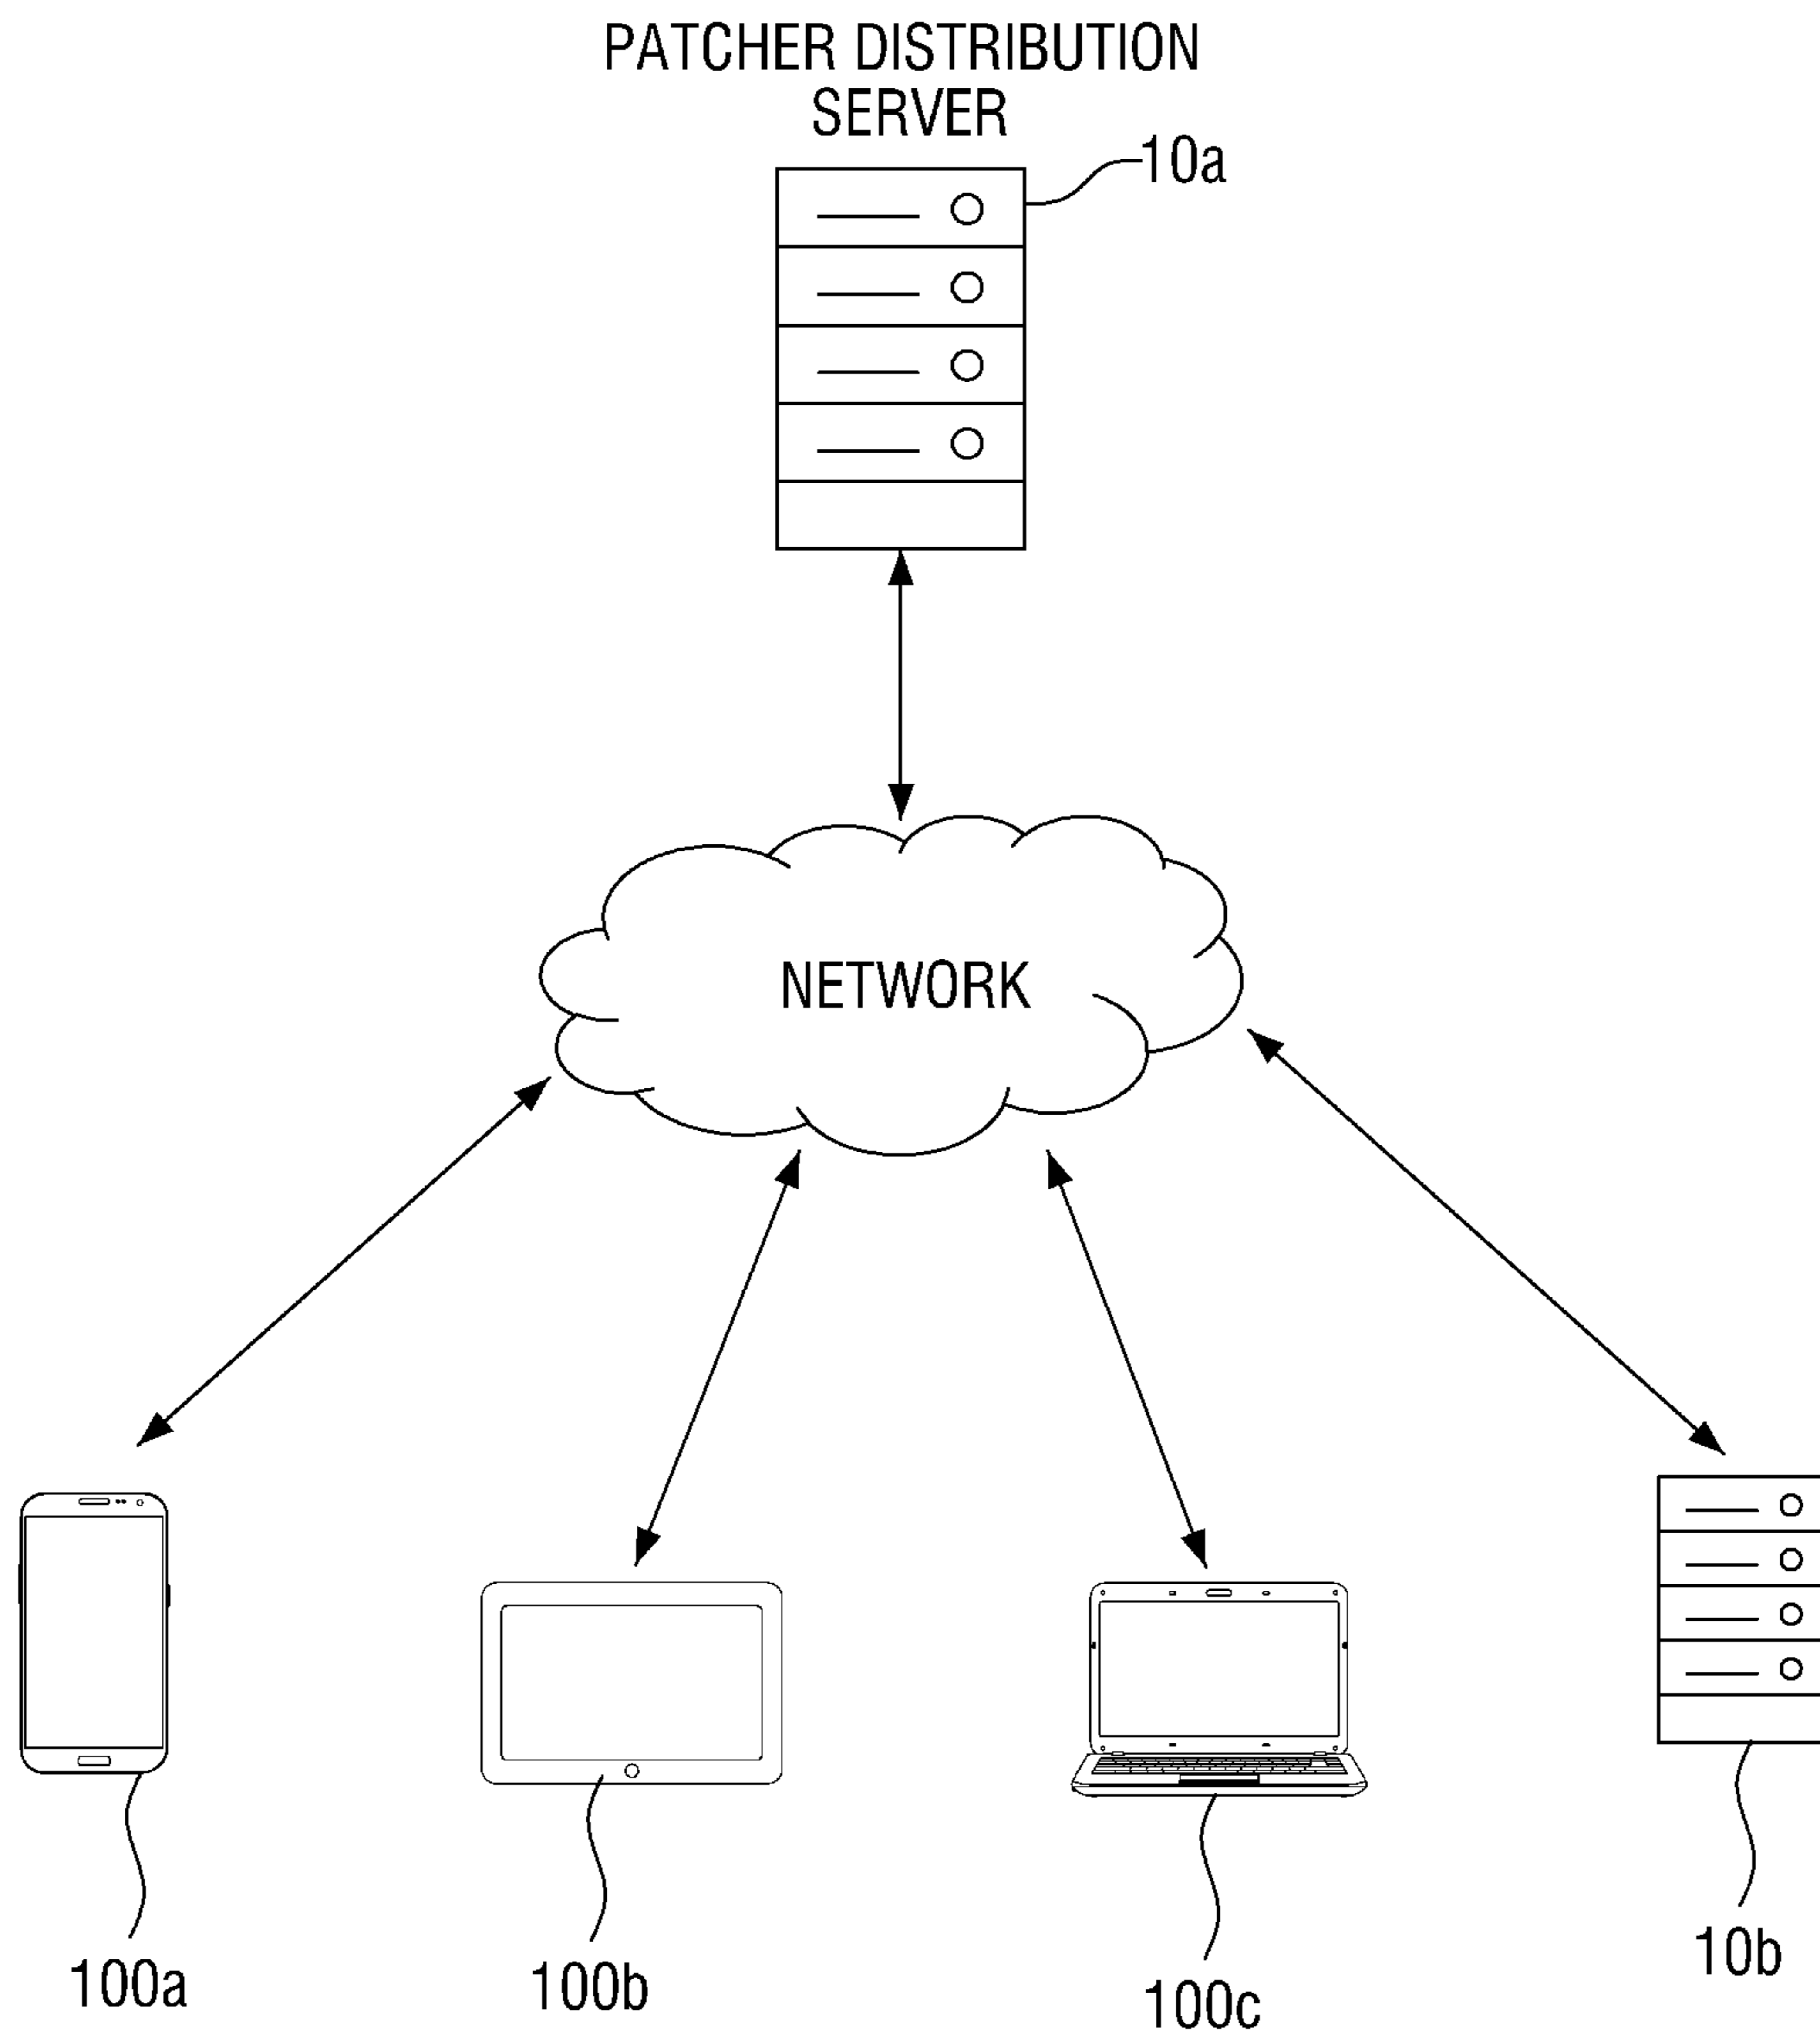 PATCHER DISTRIBUTION
SERVER
10a
NETWORK
100a
100b
100c
10b